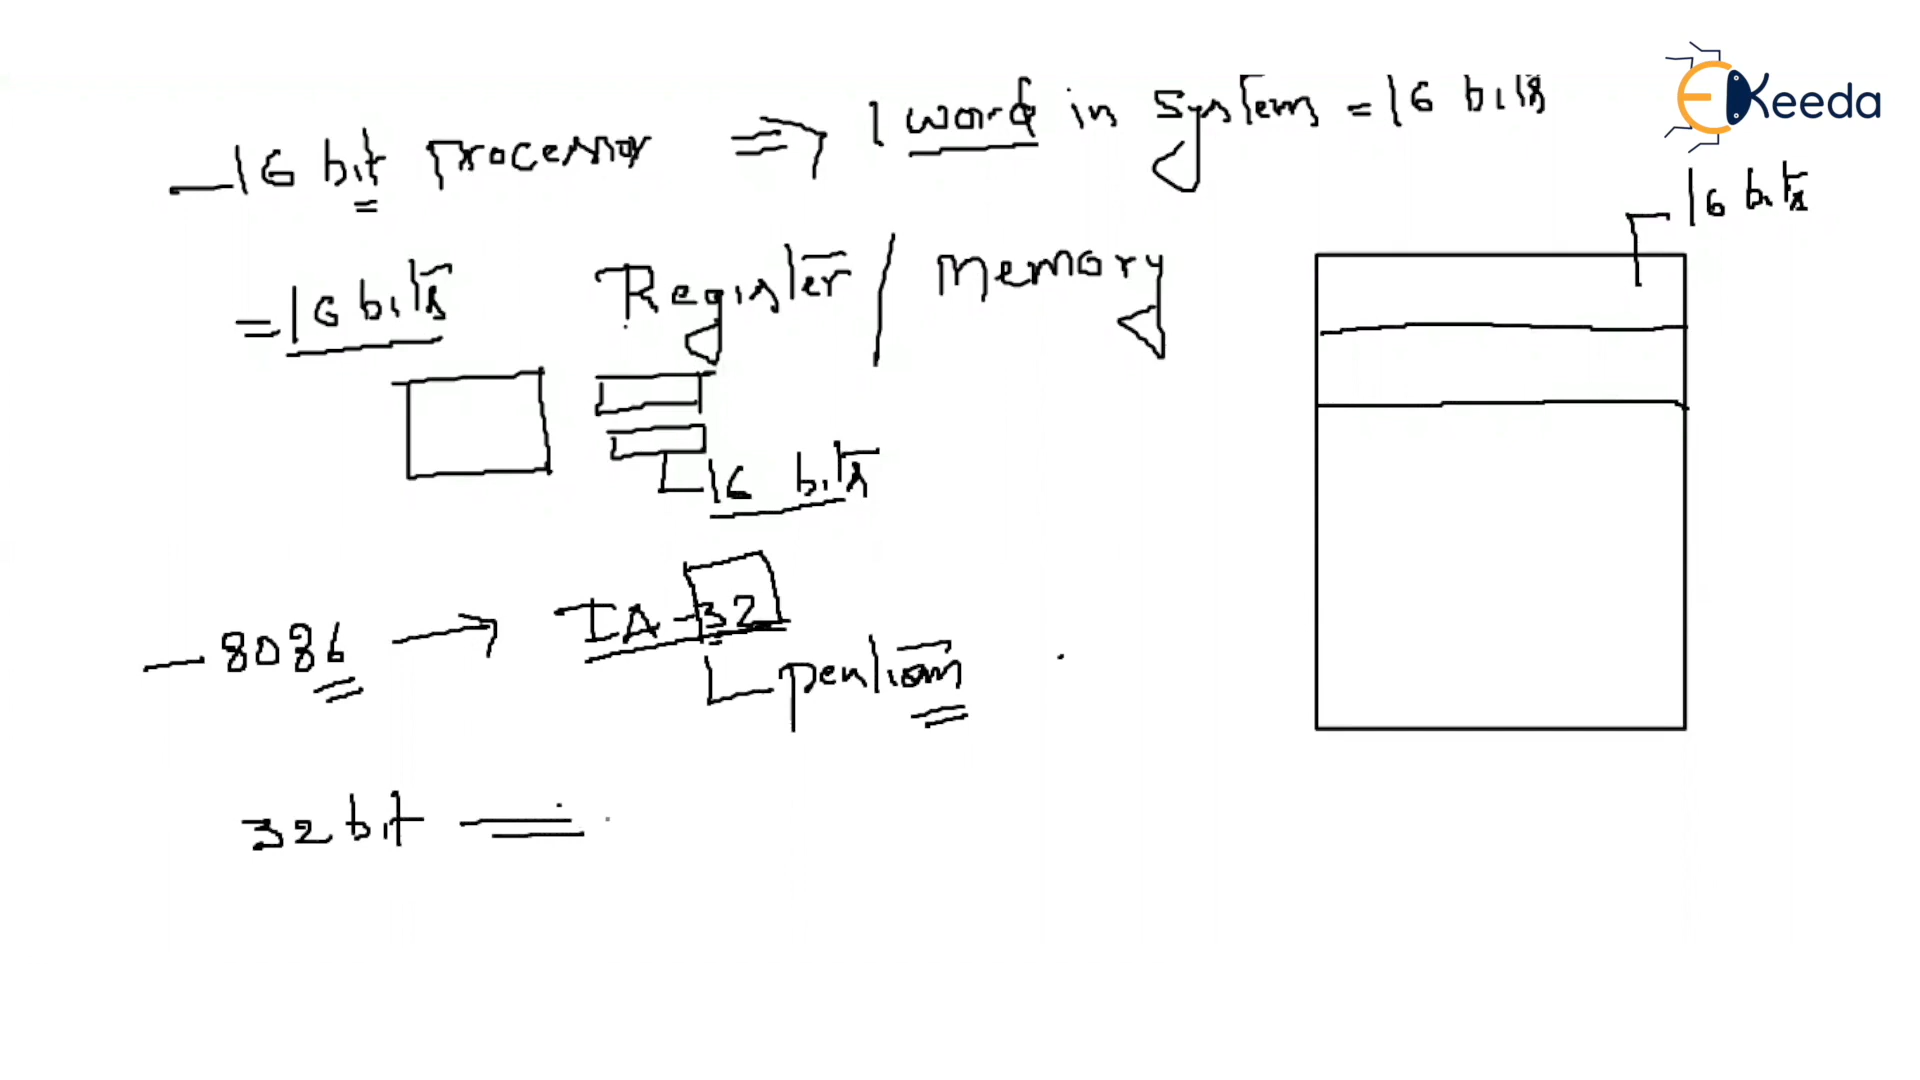 EKeeda
— 16 bit processor ⇒ 1 word in system = 16 bits
16 bits
= 16 bits Register / Memory
16 bits
— 8086 → IA-32
pentium
32 bit